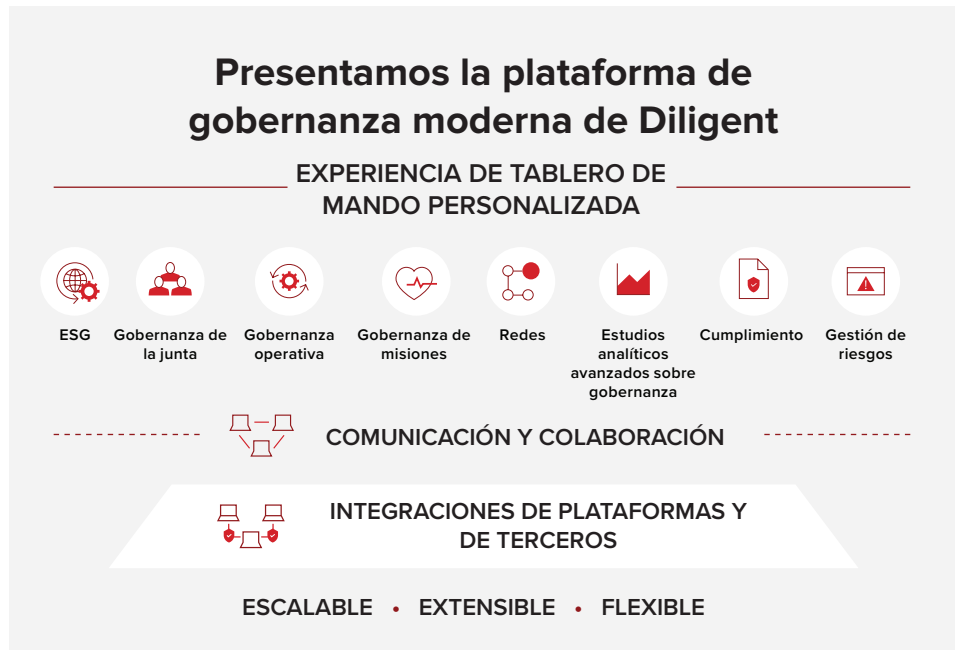 Presentamos la plataforma de
gobernanza moderna de Diligent
EXPERIENCIA DE TABLERO DE
MANDO PERSONALIZADA
ESG
Gobernanza de
la junta
Gobernanza
operativa
Gobernanza de
misiones
Redes
Estudios
analíticos
avanzados sobre
gobernanza
Cumplimiento
Gestión de
riesgos
COMUNICACIÓN Y COLABORACIÓN
INTEGRACIONES DE PLATAFORMAS Y
DE TERCEROS
ESCALABLE • EXTENSIBLE • FLEXIBLE